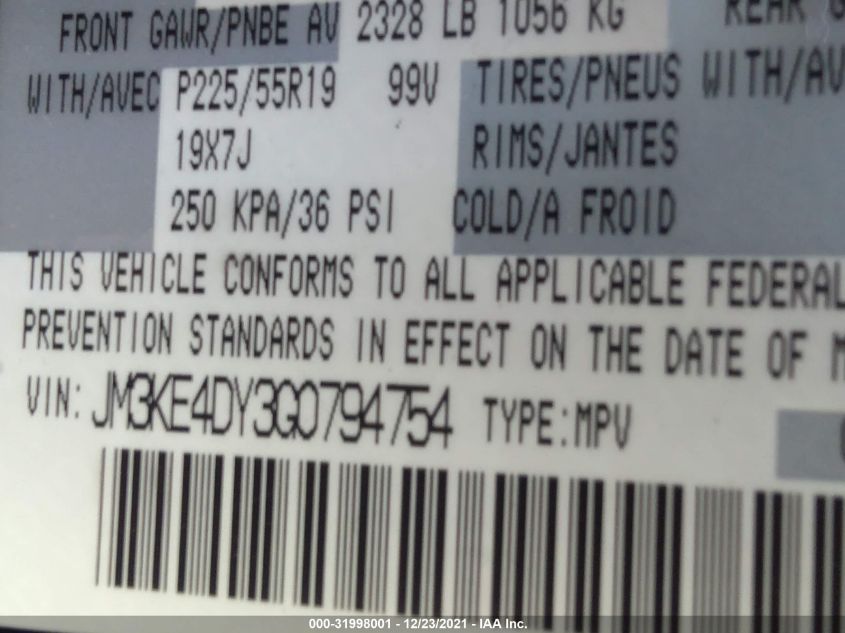 FRONT GAWR/PNBE AV 2328 LB 1056 KG REAR
WITH/AVEC P225/55R19 99V TIRES/PNEUS WITH/AV
19X7J RIMS/JANTES
250 KPA/36 PSI COLD/A FROID
THIS VEHICLE CONFORMS TO ALL APPLICABLE FEDERAL
PREVENTION STANDARDS IN EFFECT ON THE DATE OF M
VIN: JM3KE4DY3G0794754 TYPE:MPV
000-31998001 - 12/23/2021 - IAA Inc.